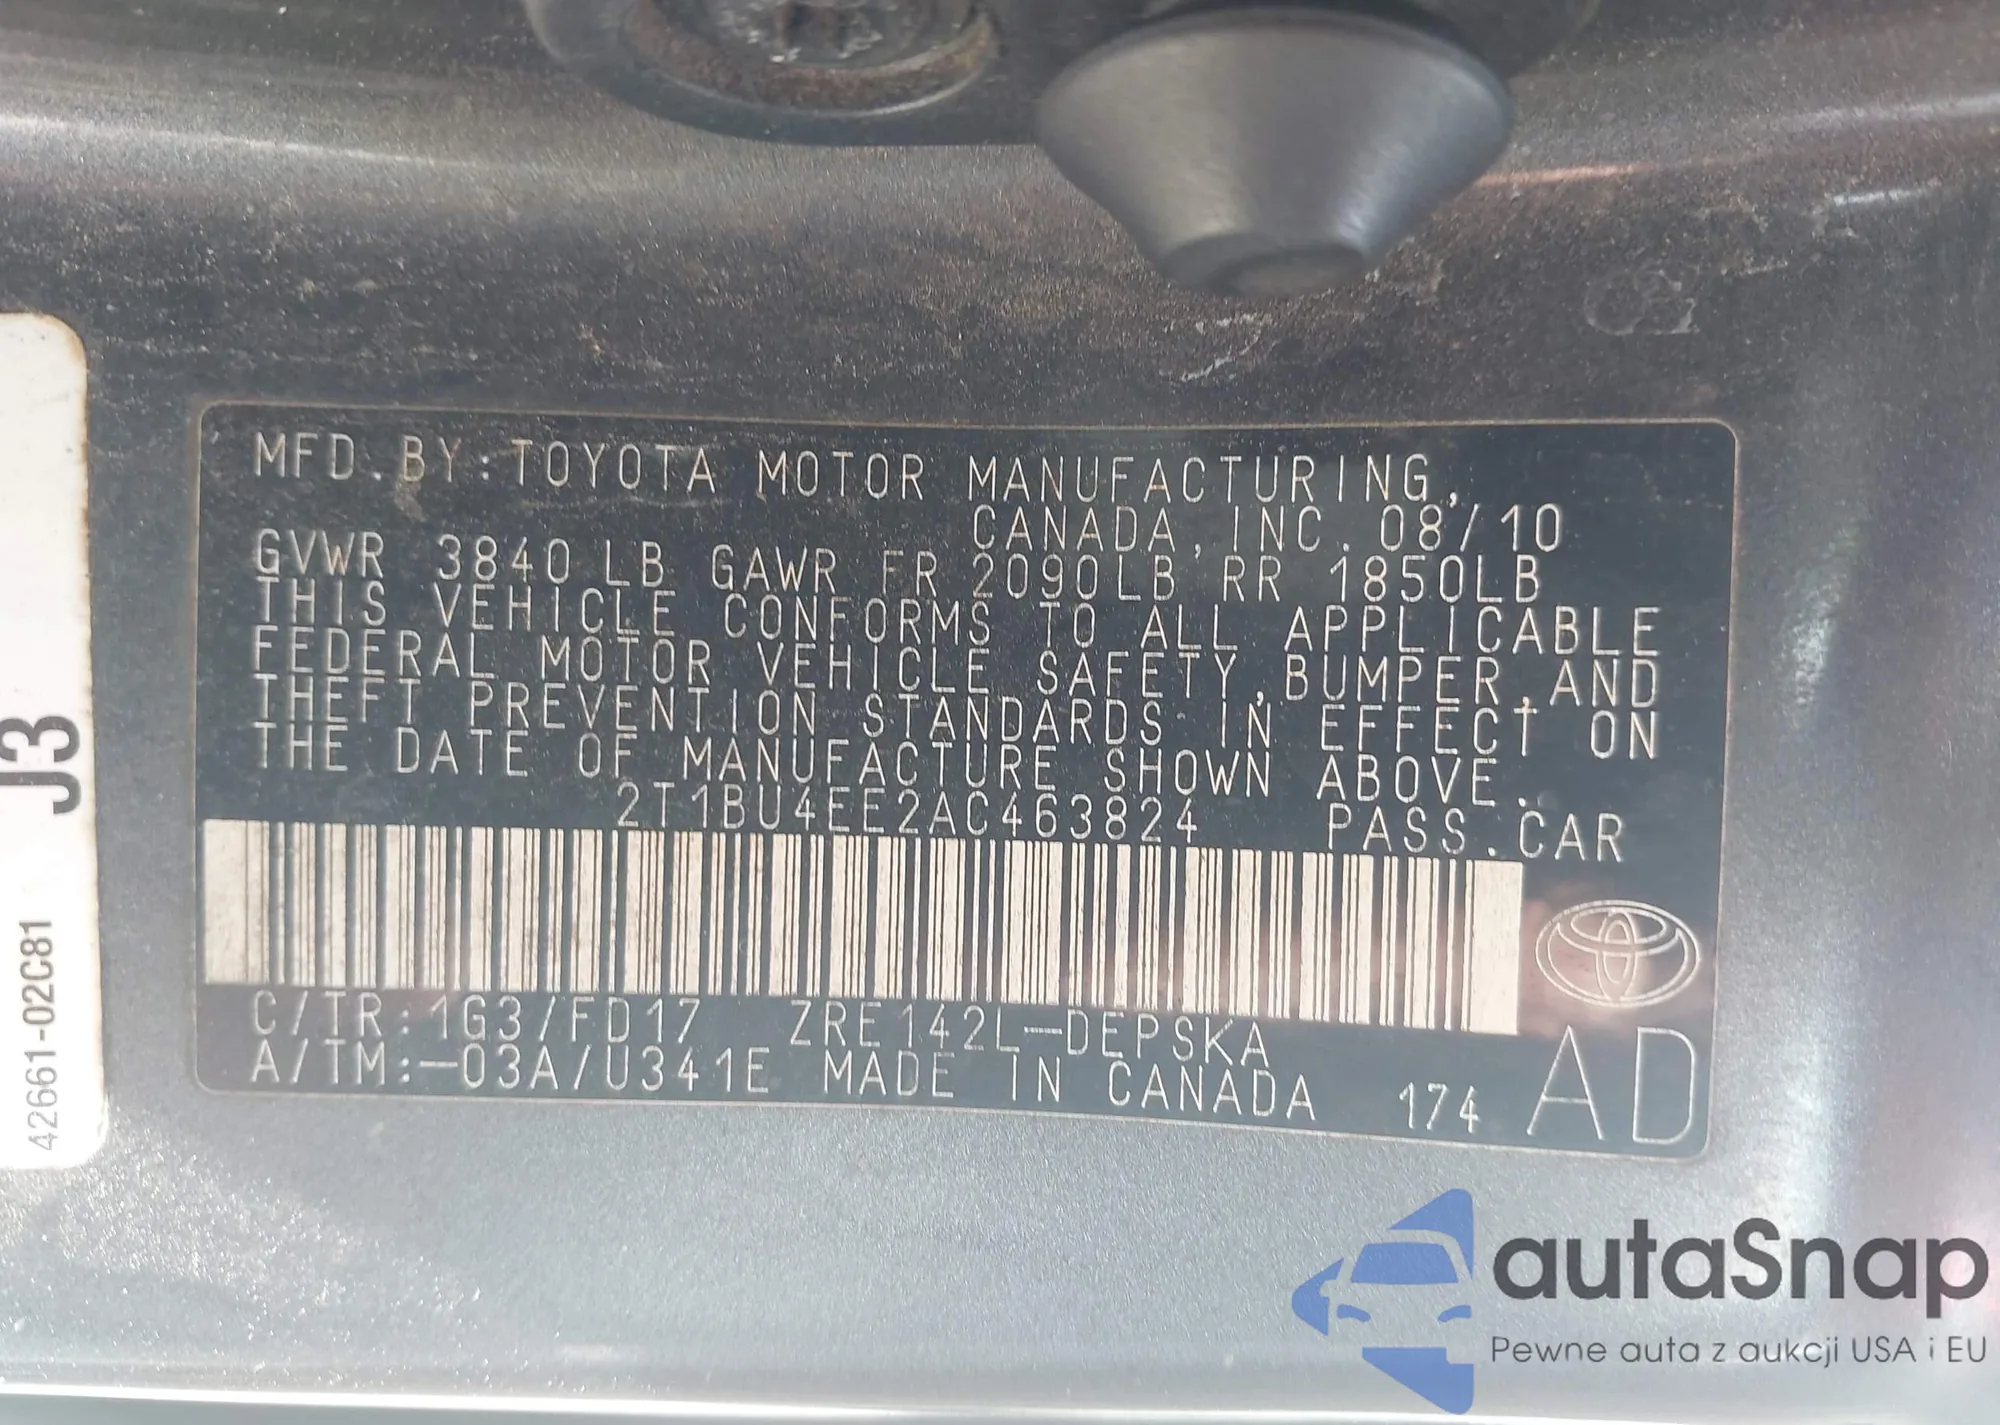 MFD.BY:TOYOTA MOTOR MANUFACTURING,
CANADA,INC. 08/10
GVWR 3840LB GAWR FR 2090LB RR 1850LB
THIS VEHICLE CONFORMS TO ALL APPLICABLE
FEDERAL MOTOR VEHICLE SAFETY,BUMPER,AND
THEFT PREVENTION STANDARDS IN EFFECT ON
THE DATE OF MANUFACTURE SHOWN ABOVE.
2T1BU4EE2AC463824 PASS.CAR
C/TR:1G3/FD17 ZRE142L-DEPSKA
A/TM:-03A/U341E MADE IN CANADA 174
AD
J3
42661-02C81
autaSnap
Pewne auta z aukcji USA i EU